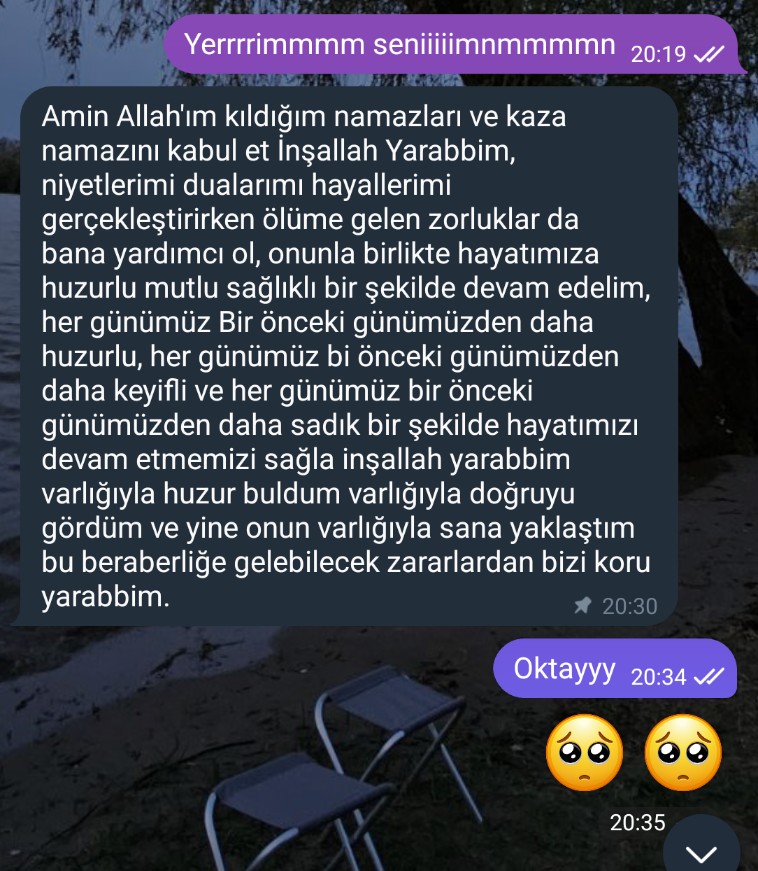 Yerrrrimmmm seniiiiimnmmmmn 20:19
Amin Allah'ım kıldığım namazları ve kaza
namazını kabul et İnşallah Yarabbim,
niyetlerimi dualarımı hayallerimi
gerçekleştirirken ölüme gelen zorluklar da
bana yardımcı ol, onunla birlikte hayatımıza
huzurlu mutlu sağlıklı bir şekilde devam edelim,
her günümüz Bir önceki günümüzden daha
huzurlu, her günümüz bi önceki günümüzden
daha keyifli ve her günümüz bir önceki
günümüzden daha sadık bir şekilde hayatımızı
devam etmemizi sağla inşallah yarabbim
varlığıyla huzur buldum varlığıyla doğruyu
gördüm ve yine onun varlığıyla sana yaklaştım
bu beraberliğe gelebilecek zararlardan bizi koru
yarabbim.
20:30
Oktayyy 20:34
🥺 🥺
20:35